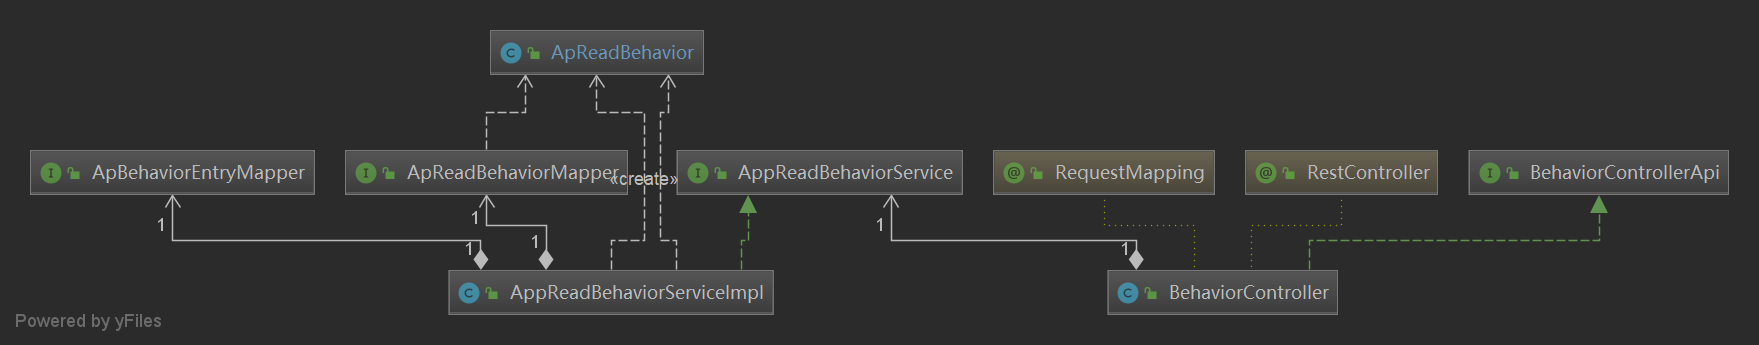 C ApReadBehavior
I ApBehaviorEntryMapper
I ApReadBehaviorMapper
«create»
I AppReadBehaviorService
@ RequestMapping
@ RestController
I BehaviorControllerApi
1
1
1
1
1
1
C AppReadBehaviorServiceImpl
C BehaviorController
Powered by yFiles